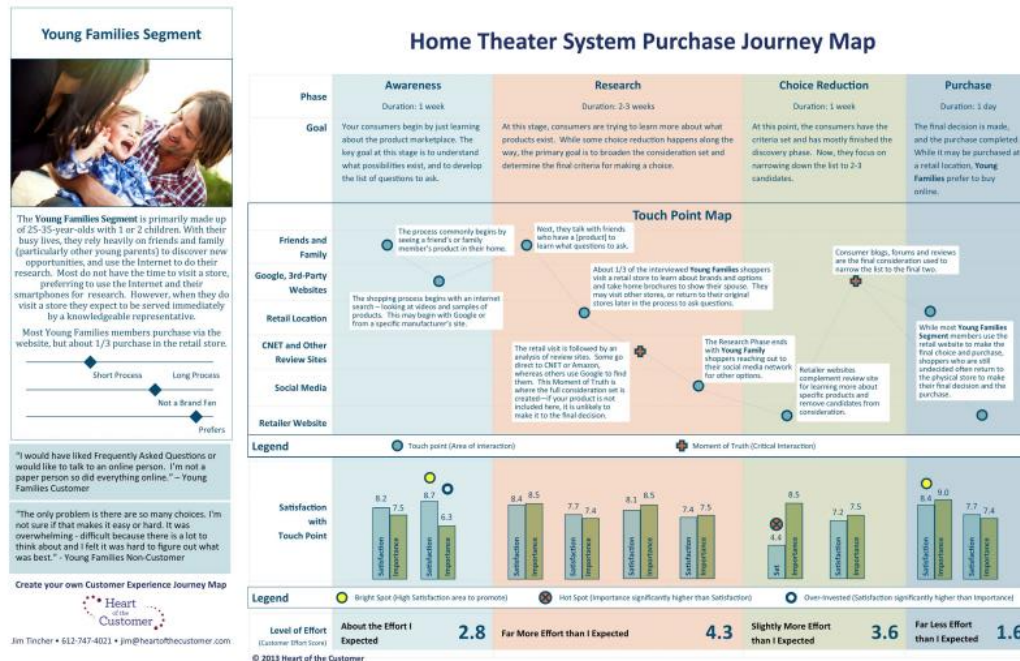 Young Families Segment
The Young Families Segment is primarily made up
of 25-35-year-olds with 1 or 2 children. With their
busy lives, they rely heavily on friends and family
(particularly other young parents) to discover new
opportunities, and use the Internet to do their
research. Most do not have the time to visit a store,
preferring to use the Internet and their
smartphones for research. However, when they do
visit a store they expect to be served immediately
by a knowledgeable representative.
Most Young Families members purchase via the
website, but about 1/3 purchase in the retail store.
Short Process Long Process
Not a Brand Fan
Prefers
"I would have liked Frequently Asked Questions or
would like to talk to an online person. I'm not a
paper person so did everything online." – Young
Families Customer
"The only problem is there are so many choices. I'm
not sure if that makes it easy or hard. It was
overwhelming - difficult because there is a lot to
think about and I felt it was hard to figure out what
was best." - Young Families Non-Customer
Create your own Customer Experience Journey Map
Heart
of the
Customer
Jim Tincher • 612-747-4021 • jim@heartofthecustomer.com
Home Theater System Purchase Journey Map
Phase
Awareness
Duration: 1 week
Research
Duration: 2-3 weeks
Choice Reduction
Duration: 1 week
Purchase
Duration: 1 day
Goal
Your consumers begin by just learning
about the product marketplace. The
key goal at this stage is to understand
what possibilities exist, and to develop
the list of questions to ask.
At this stage, consumers are trying to learn more about what
products exist. While some choice reduction happens along the
way, the primary goal is to broaden the consideration set and
determine the final criteria for making a choice.
At this point, the consumers have the
criteria set and has mostly finished the
discovery phase. Now, they focus on
narrowing down the list to 2-3
candidates.
The final decision is made,
and the purchase completed
While it may be purchased at
a retail location, Young
Families prefer to buy
online.
Touch Point Map
Friends and
Family
Google, 3rd-Party
Websites
Retail Location
CNET and Other
Review Sites
Social Media
Retailer Website
The process commonly begins by
seeing a friend's or family
member's product in their home.
The shopping process begins with an internet
search – looking at videos and samples of
products. This may begin with Google or
from a specific manufacturer's site.
Next, they talk with friends
who have a [product] to
learn what questions to ask.
About 1/3 of the interviewed Young Families shoppers
visit a retail store to learn about brands and options
and take home brochures to show their spouse. They
may visit other stores, or return to their original
stores later in the process to ask questions.
The retail visit is followed by an
analysis of review sites. Some go
direct to CNET or Amazon,
whereas others use Google to find
them. This Moment of Truth is
where the full consideration set is
created—if your product is not
included here, it is unlikely to
make it to the final decision.
The Research Phase ends
with Young Family
shoppers reaching out to
their social media network
for other options.
Retailer websites
complement review site
for learning more about
specific products and
remove candidates from
consideration.
Consumer blogs, forums and reviews
are the final consideration used to
narrow the list to the final two.
While most Young Families
Segment members use the
retail website to make the
final choice and purchase,
shoppers who are still
undecided often return to
the physical store to make
their final decision and the
purchase.
Legend
Touch point (Area of Interaction)
Moment of Truth (Critical Interaction)
Satisfaction
with
Touch Point
8.2 7.5 8.7 6.3 8.4 8.5 7.7 7.4 8.1 8.5 7.4 7.5 4.4 8.5 7.2 7.5 8.4 9.0 7.7 7.4
Satisfaction Importance Satisfaction Importance Satisfaction Importance Satisfaction Importance Satisfaction Importance Satisfaction Importance Sat Importance Satisfaction Importance Satisfaction Importance Satisfaction Importance
Legend
Bright Spot (High Satisfaction area to promote)
Hot Spot (Importance significantly higher than Satisfaction)
Over-Invested (Satisfaction significantly higher than Importance)
Level of Effort
(Customer Effort Score)
About the Effort I
Expected
2.8
Far More Effort than I Expected
4.3
Slightly More Effort
than I Expected
3.6
Far Less Effort
than I Expected
1.6
© 2013 Heart of the Customer